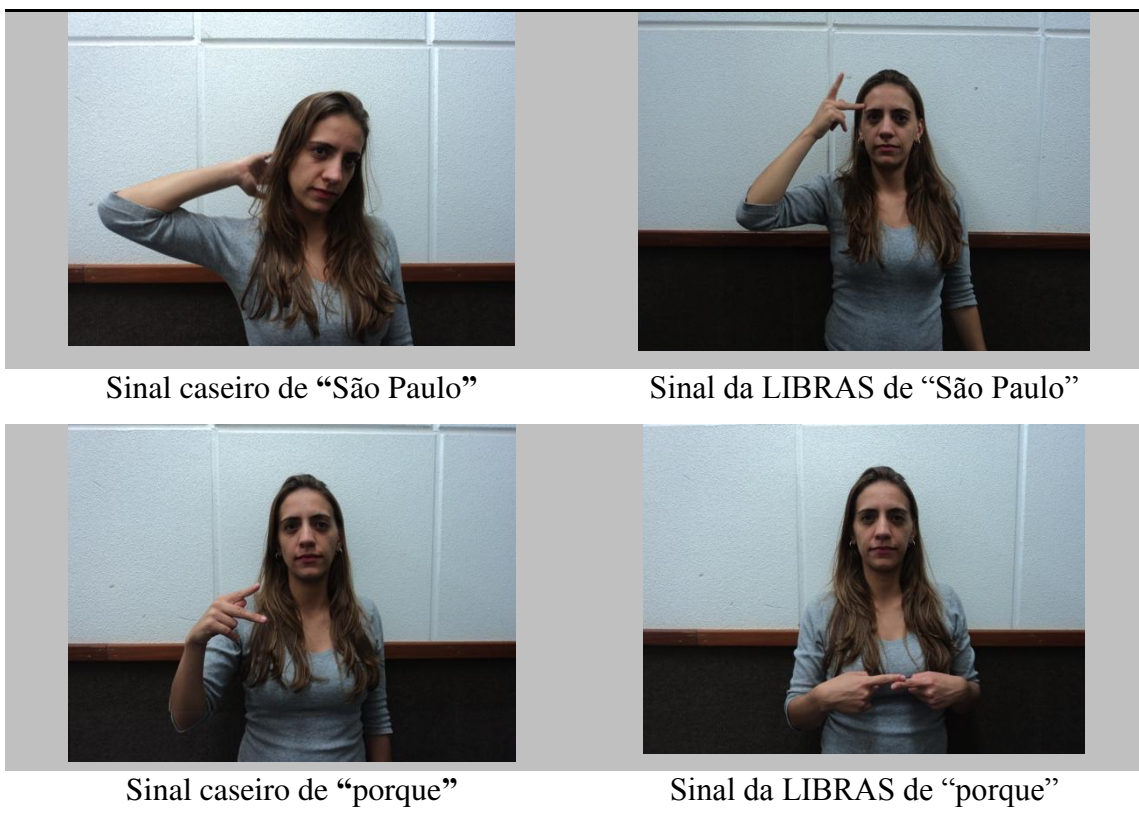 Sinal caseiro de “São Paulo”
Sinal da LIBRAS de “São Paulo”
Sinal caseiro de “porque”
Sinal da LIBRAS de “porque”